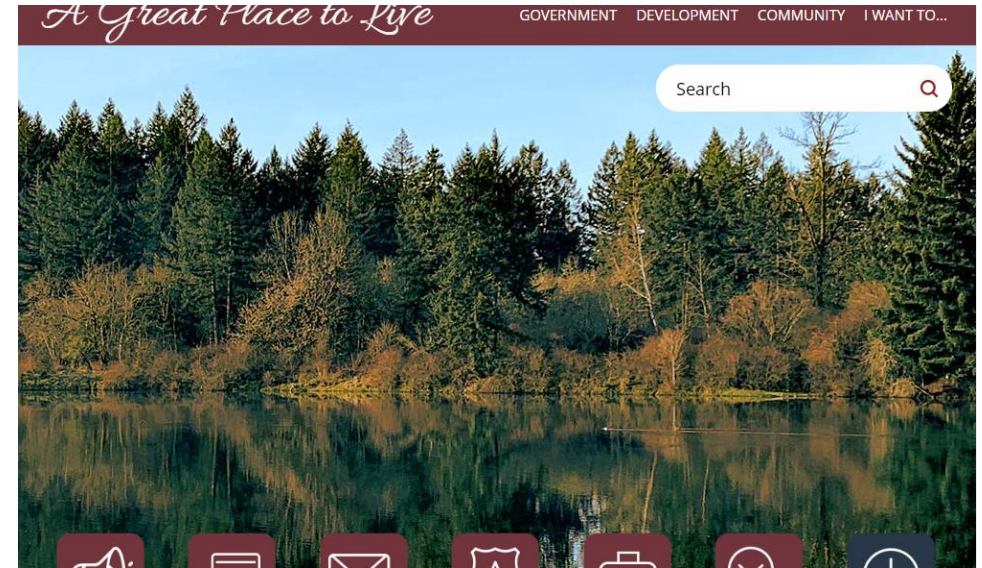 A Great Place to Live
GOVERNMENT DEVELOPMENT COMMUNITY I WANT TO...
Search